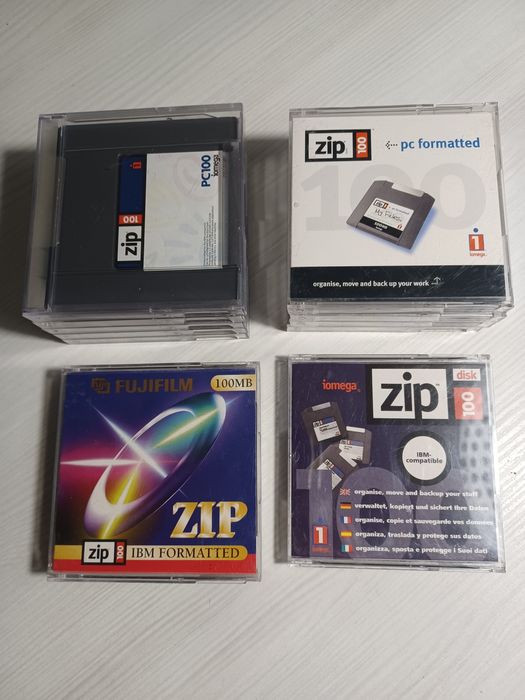 zip
100
PC100
iomega
zip 100
pc formatted
100
organise, move and back up your work
iomega
FUJIFILM
100MB
ZIP
zip 100
IBM FORMATTED
iomega
zip
disk
100
IBM-
compatible
organise, move and backup your stuff
verwaltet, kopiert und sichert Ihre Daten
organise, copie et sauvegarde vos données
organiza, traslada y protege sus datos
organizza, sposta e protegge i Suoi dati
iomega